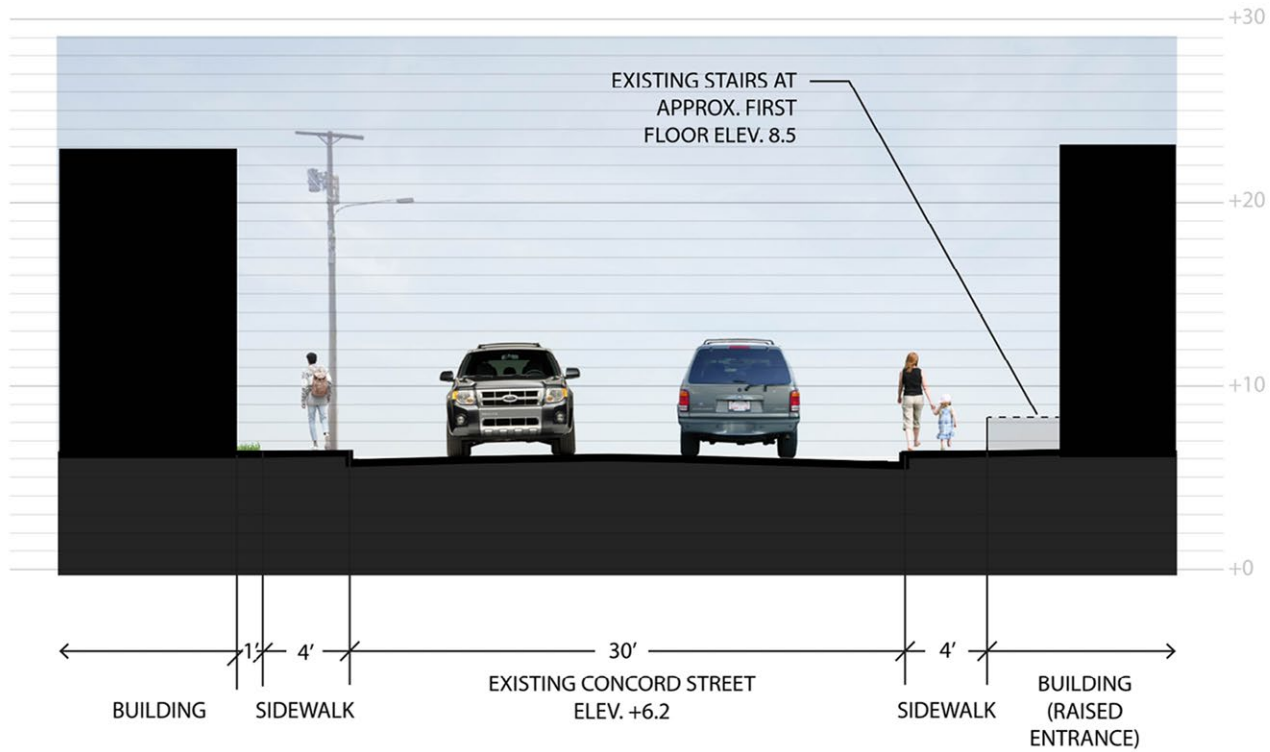 +30
EXISTING STAIRS AT
APPROX. FIRST
FLOOR ELEV. 8.5
+20
+10
+0
1'
4'
30'
4'
EXISTING CONCORD STREET
ELEV. +6.2
BUILDING
SIDEWALK
SIDEWALK
BUILDING
(RAISED
ENTRANCE)